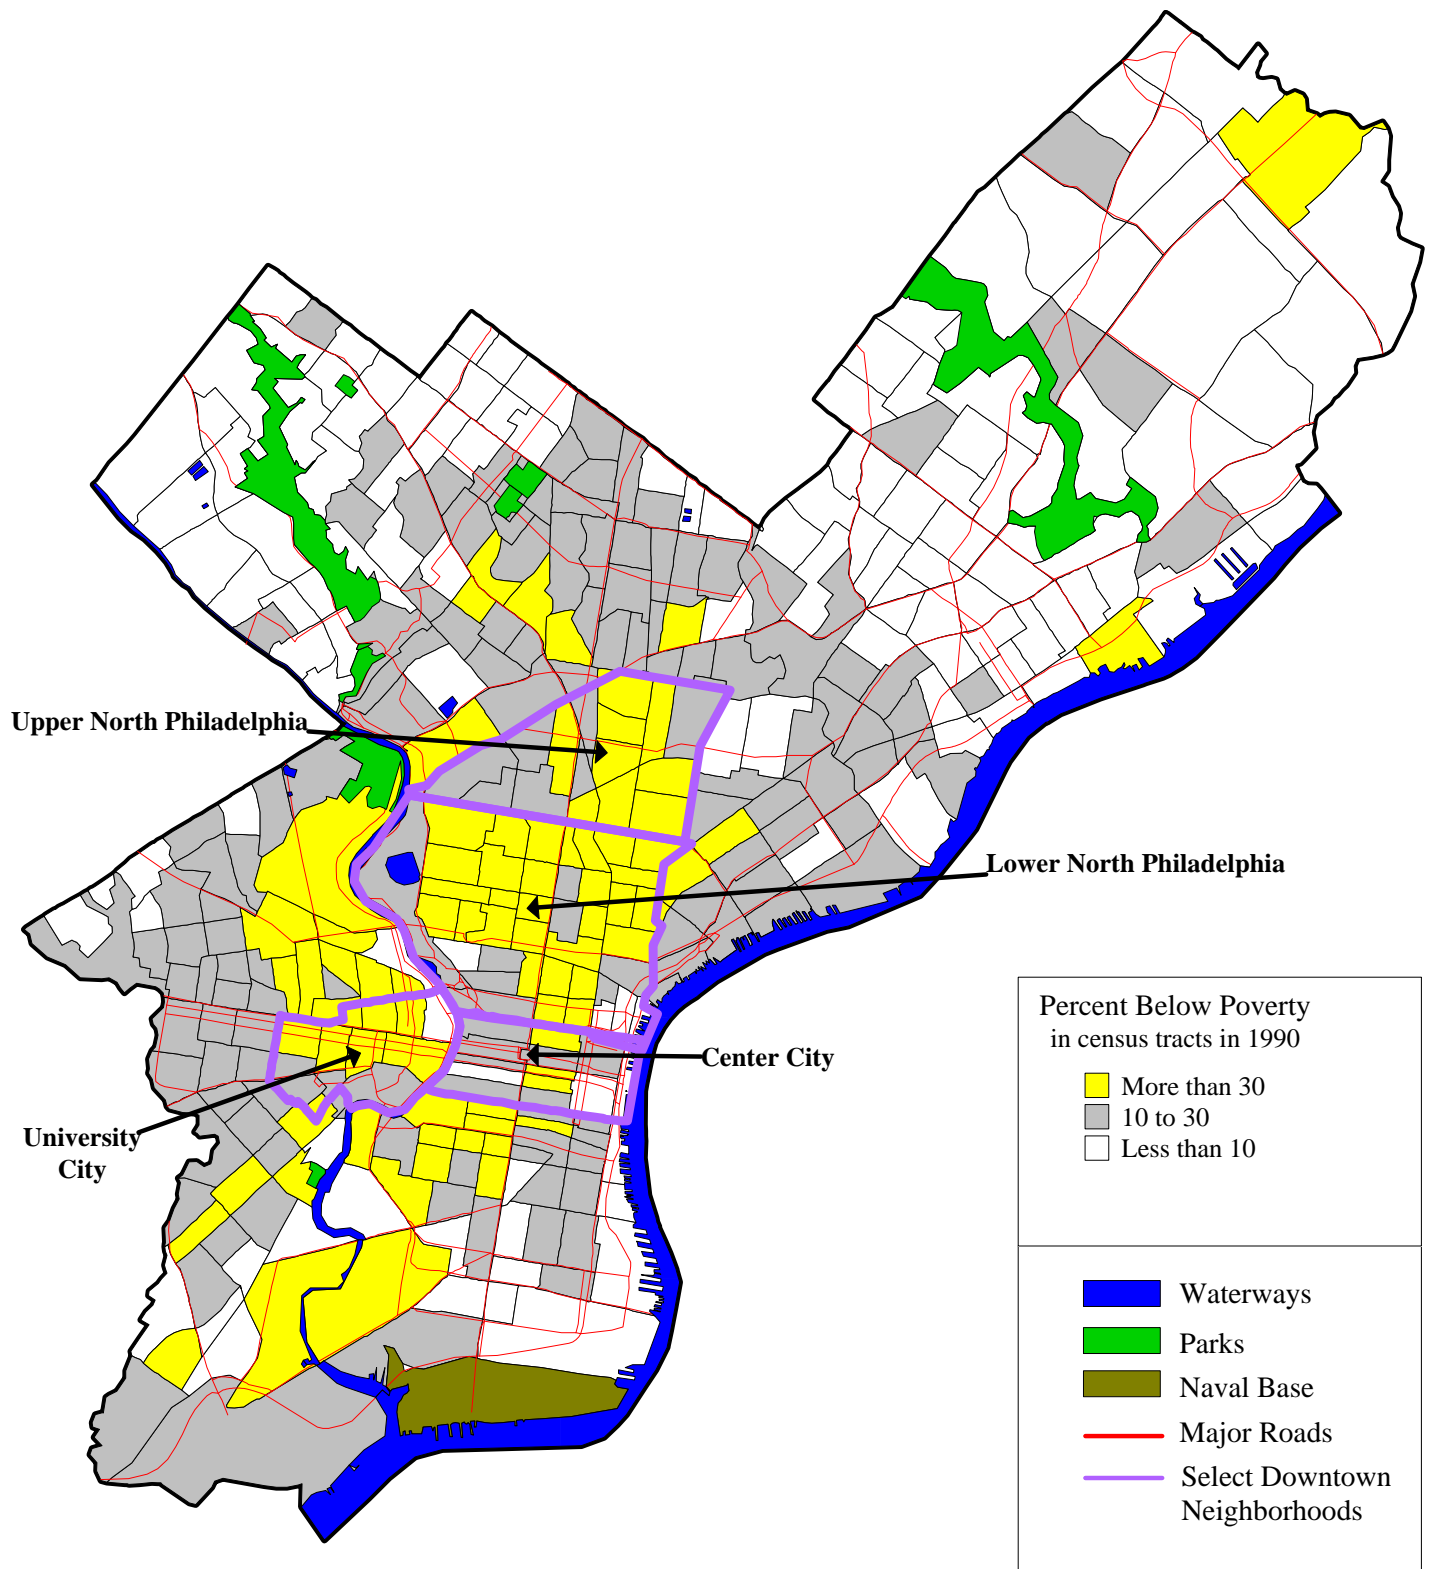 Upper North Philadelphia
Lower North Philadelphia
Center City
University
City
Percent Below Poverty
in census tracts in 1990
More than 30
10 to 30
Less than 10
Waterways
Parks
Naval Base
Major Roads
Select Downtown
Neighborhoods